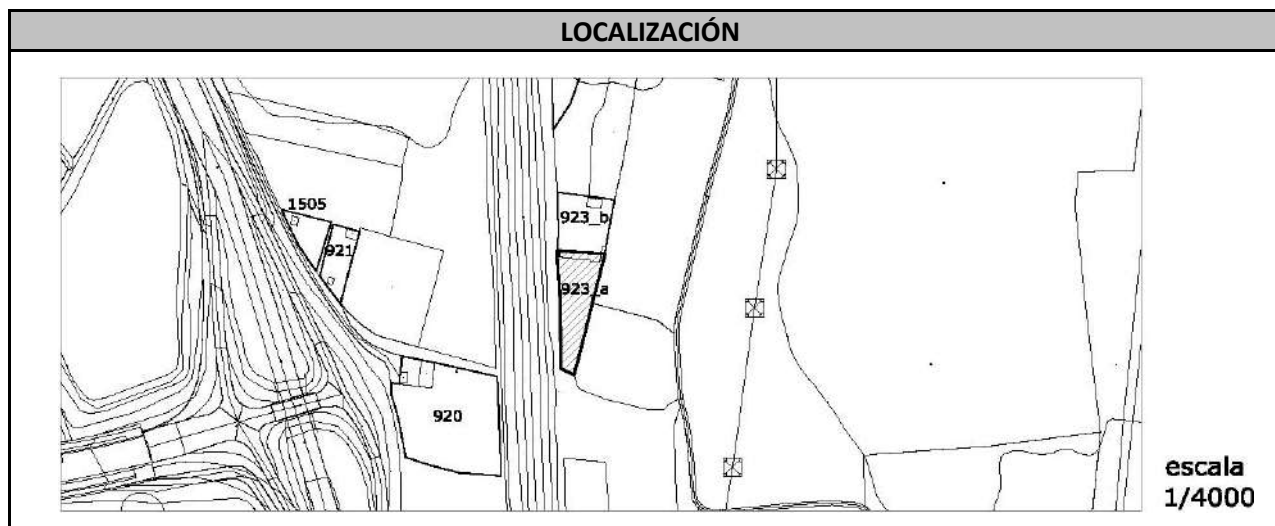 LOCALIZACIÓN
1505
921
923_b
923_a
920
escala
1/4000